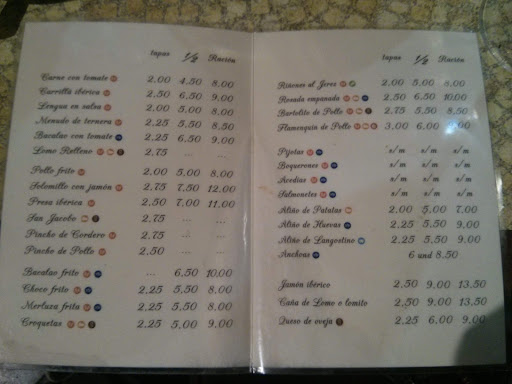 tapas 1/2 Ración
Carne con tomate 2.00 4.50 8.00
Carrilla ibérica 2.50 6.50 9.00
Lengua en salsa 2.00 5.00 8.00
Menudo de ternera 2.25 5.50 8.50
Bacalao con tomate 2.25 6.50 9.00
Lomo Relleno 2.75 ... ...
Pollo frito 2.00 5.00 8.00
Solomillo con jamón 2.75 7.50 12.00
Presa ibérica 2.50 7.00 11.00
San Jacobo 2.75 ... ...
Pincho de Cordero 2.75 ... ...
Pincho de Pollo 2.50 ... ...
Bacalao frito ... 6.50 10.00
Choco frito 2.25 5.50 8.00
Merluza frita 2.25 5.50 8.00
Croquetas 2.25 5.00 9.00
tapas 1/2 Ración
Riñones al Jerez 2.00 5.00 8.00
Rosada empanada 2.50 6.50 10.00
Bartolito de Pollo 2.75 5.50 8.50
Flamenquin de Pollo 3.00 6.00 9.00
Pijotas s/m s/m s/m
Boquerones s/m s/m s/m
Acedias s/m s/m s/m
Salmonetes s/m s/m s/m
Aliño de Patatas 2.00 5.00 7.00
Aliño de Huevas 2.25 5.50 9.00
Aliño de Langostino 2.25 5.50 9.00
Anchoas 6 und 8.50
Jamón ibérico 2.50 9.00 13.50
Caña de Lomo o lomito 2.50 9.00 13.50
Queso de oveja 2.25 6.00 9.00